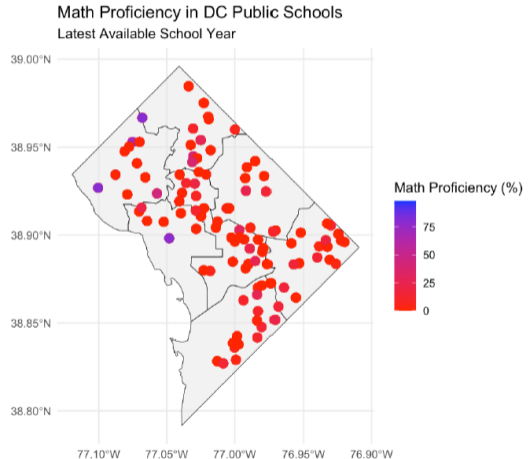 Math Proficiency in DC Public Schools
Latest Available School Year
39.00°N
38.95°N
38.90°N
38.85°N
38.80°N
77.10°W
77.05°W
77.00°W
76.95°W
76.90°W
Math Proficiency (%)
75
50
25
0